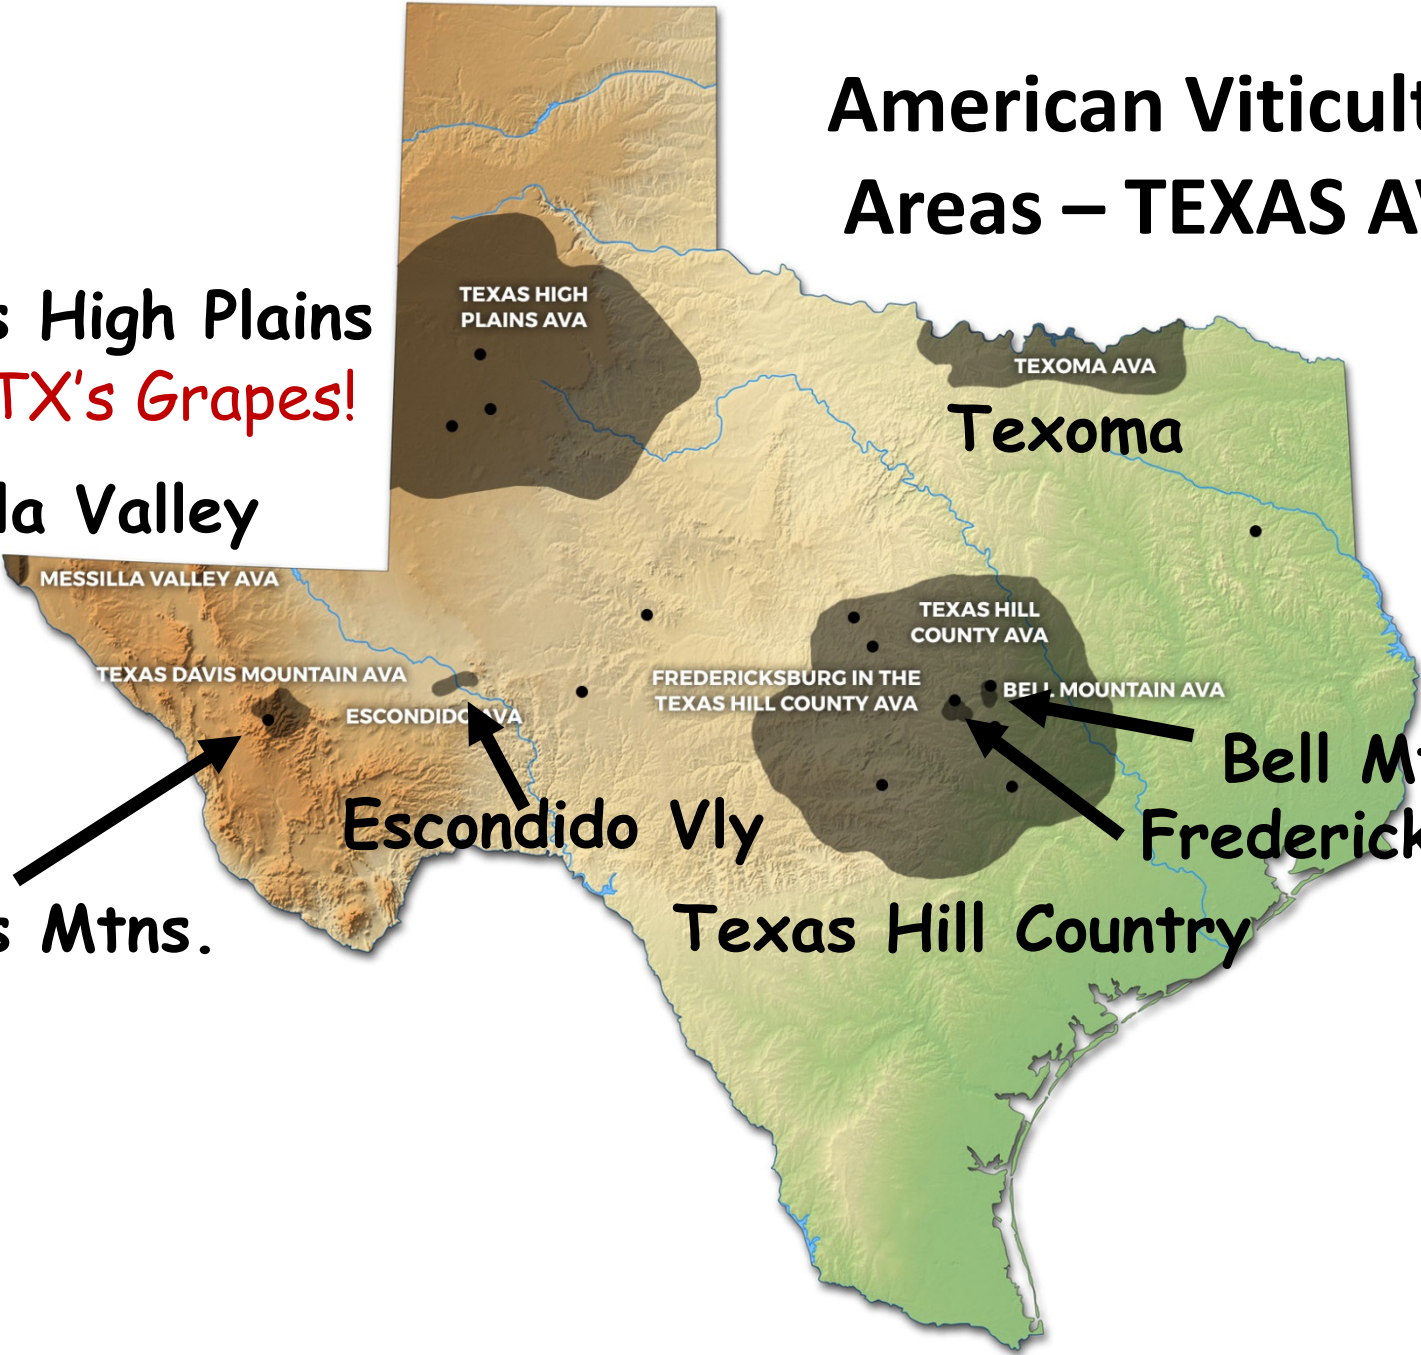 American Viticult
Areas – TEXAS AV
s High Plains
TX's Grapes!
la Valley
TEXAS HIGH
PLAINS AVA
TEXOMA AVA
Texoma
MESSILLA VALLEY AVA
TEXAS DAVIS MOUNTAIN AVA
ESCONDIDO AVA
TEXAS HILL
COUNTY AVA
FREDERICKSBURG IN THE
TEXAS HILL COUNTY AVA
BELL MOUNTAIN AVA
Bell Mt
Escondido Vly
Frederick
s Mtns.
Texas Hill Country